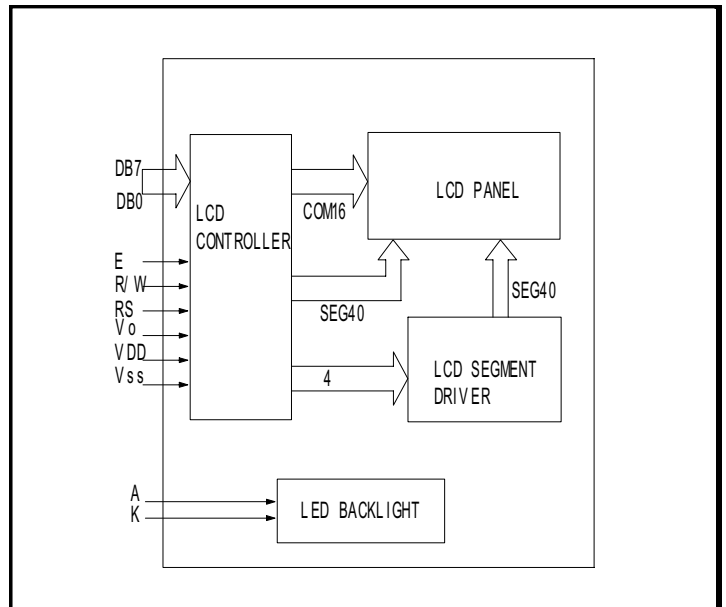 DB7
DB0
E
R/W
RS
Vo
VDD
Vss
LCD
CONTROLLER
COM16
SEG40
4
LCD PANEL
SEG40
LCD SEGMENT
DRIVER
A
K
LED BACKLIGHT